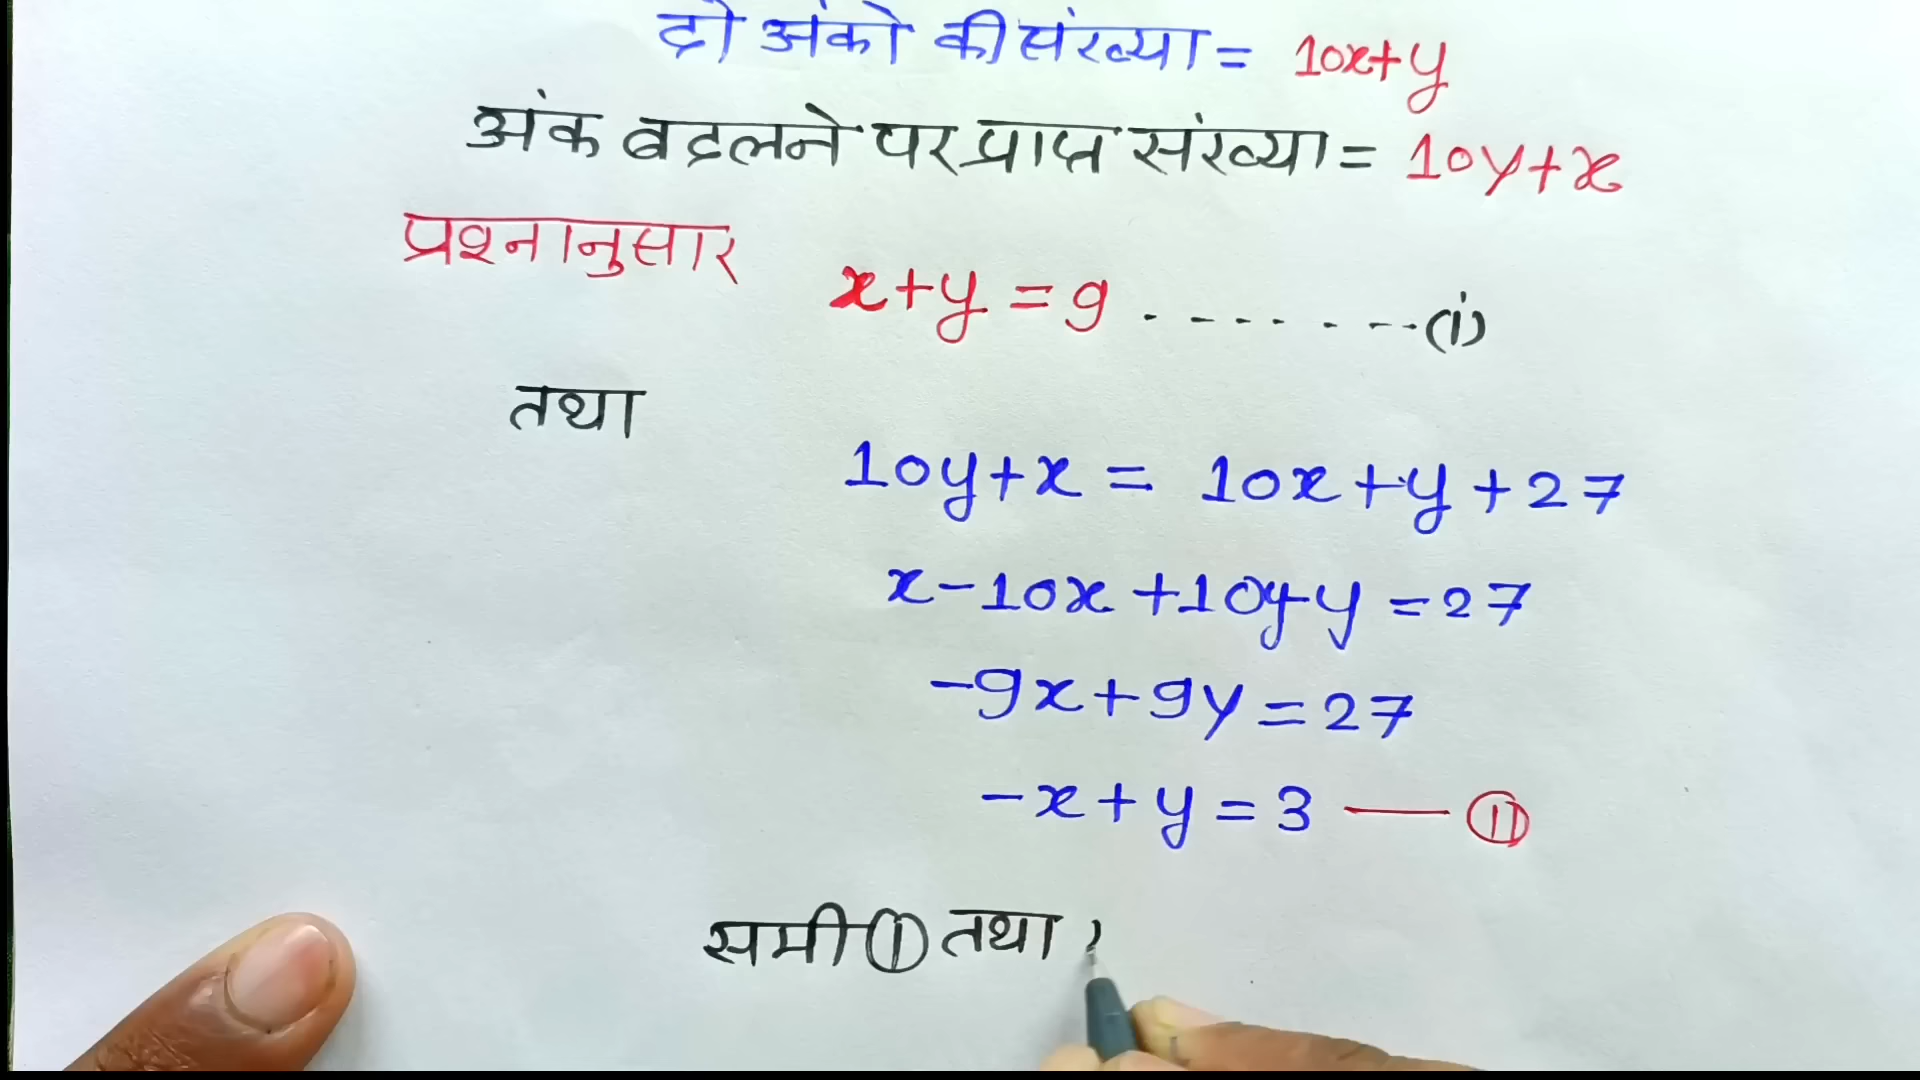 दो अंको की संख्या = 10x+y
अंक बदलने पर प्राप्त संख्या = 10y+x
प्रश्नानुसार
x+y = 9 . - - - - . - - ..(i)
तथा
10y+x = 10x+y+27
x-10x+10y-y = 27
-9x+9y = 27
-x+y = 3 — (II)
समी (I) तथा